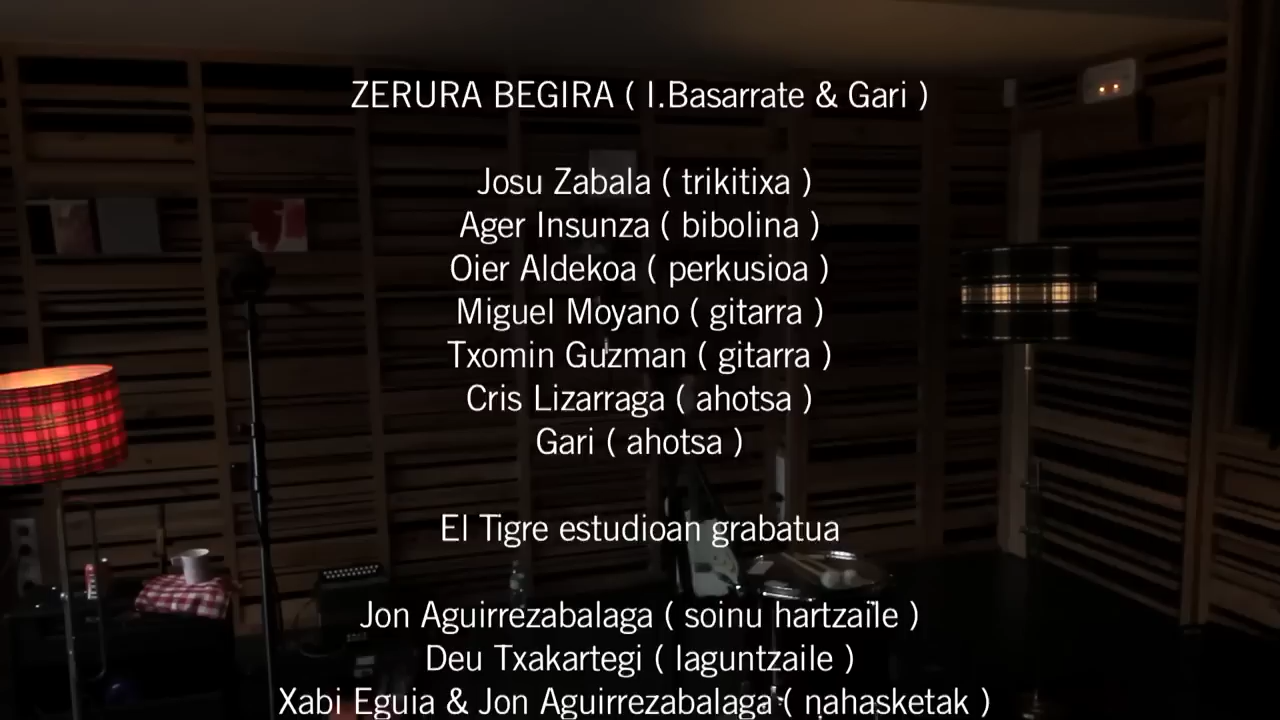 ZERURA BEGIRA ( I.Basarrate & Gari )
Josu Zabala ( trikitixa )
Ager Insunza ( bibolina )
Oier Aldekoa ( perkusioa )
Miguel Moyano ( gitarra )
Txomin Guzman ( gitarra )
Cris Lizarraga ( ahotsa )
Gari ( ahotsa )
El Tigre estudioan grabatua
Jon Aguirrezabalaga ( soinu hartzaile )
Deu Txakartegi ( laguntzaile )
Xabi Eguia & Jon Aguirrezabalaga ( nahasketak )